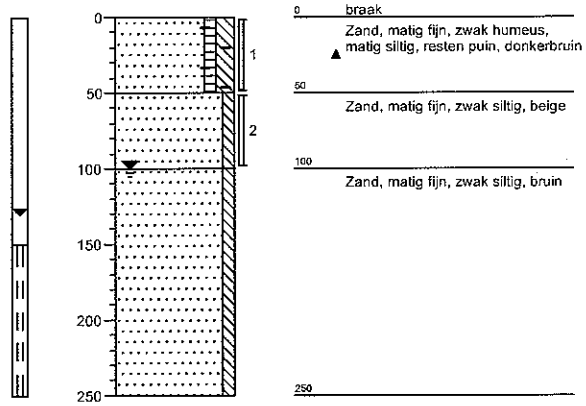 0
50
100
150
200
250
1
2
0 braak
Zand, matig fijn, zwak humeus,
matig siltig, resten puin, donkerbruin
50
Zand, matig fijn, zwak siltig, beige
100
Zand, matig fijn, zwak siltig, bruin
250